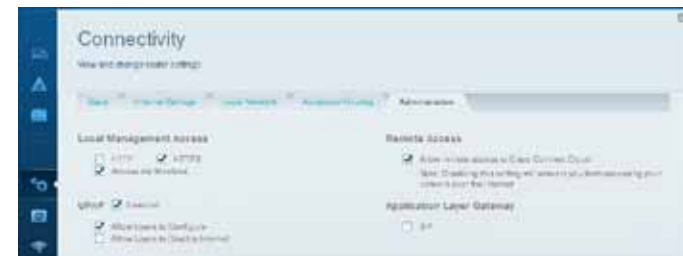 Connectivity
View and change router settings
Basic Internet Settings Local Network Advanced Routing Administration
Local Management Access
HTTP HTTPS
Access via Wireless
Remote Access
Allow remote access to Cisco Connect Cloud
UPnP Enabled
Allow Users to Configure
Allow Users to Disable Internet
Application Layer Gateway
SIP